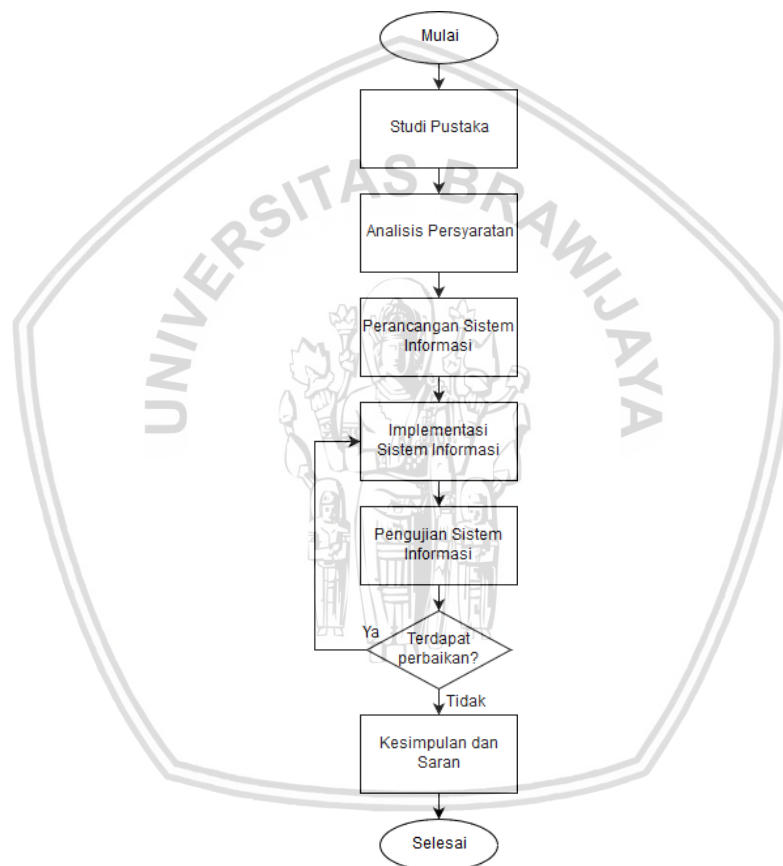 Mulai
Studi Pustaka
UNIVERSITAS BRAWIJAYA
Analisis Persyaratan
Perancangan Sistem
Informasi
Implementasi
Sistem Informasi
Pengujian Sistem
Informasi
Ya
Terdapat
perbaikan?
Tidak
Kesimpulan dan
Saran
Selesai